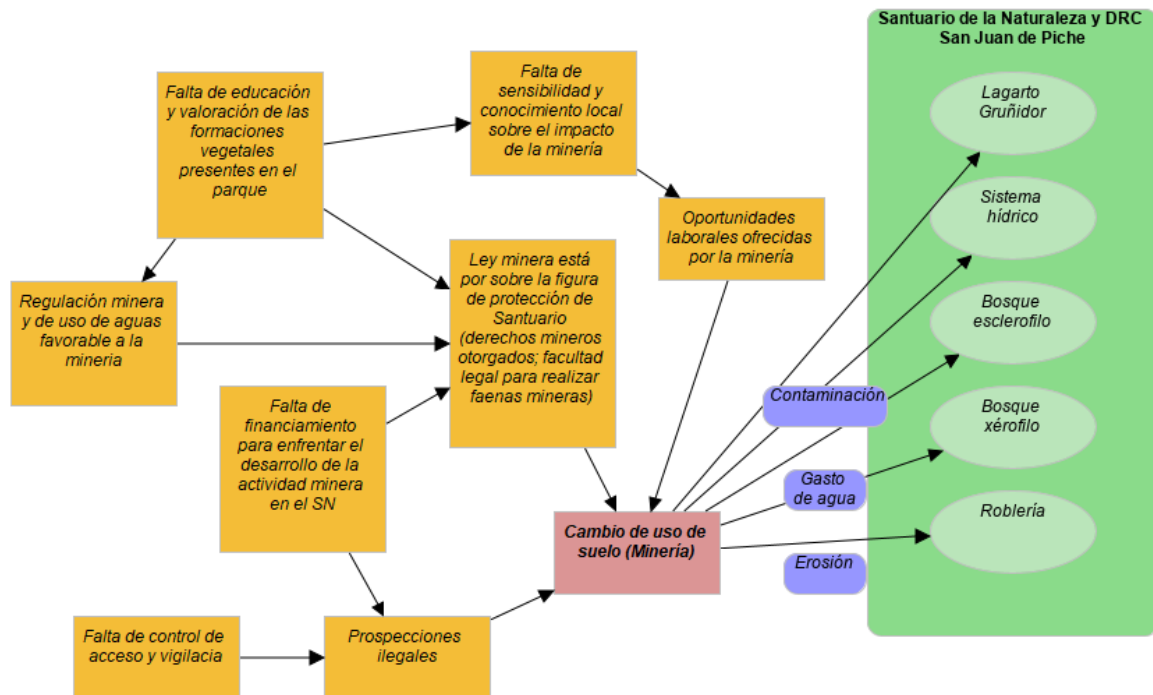 Santuario de la Naturaleza y DRC
San Juan de Piche
Falta de educación
y valoración de las
formaciones
vegetales
presentes en el
parque
Falta de
sensibilidad y
conocimiento local
sobre el impacto
de la minería
Lagarto
Gruñidor
Sistema
hídrico
Oportunidades
laborales ofrecidas
por la minería
Ley minera está
por sobre la figura
de protección de
Santuario
(derechos mineros
otorgados; facultad
legal para realizar
faenas mineras)
Regulación minera
y de uso de aguas
favorable a la
mineria
Bosque
esclerofilo
Falta de
financiamiento
para enfrentar el
desarrollo de la
actividad minera
en el SN
Contaminación
Bosque
xérofilo
Gasto
de agua
Roblería
Cambio de uso de
suelo (Minería)
Erosión
Falta de control de
acceso y vigilacia
Prospecciones
ilegales